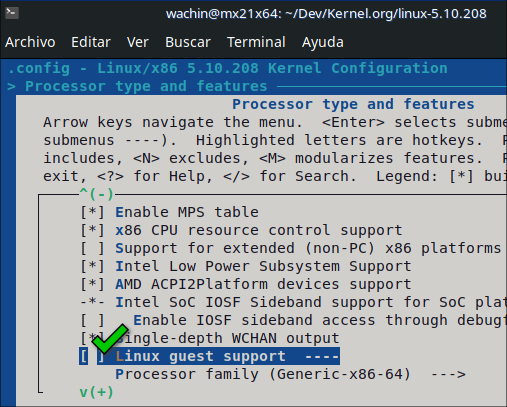 wachin@mx21x64: ~/Dev/Kernel.org/linux-5.10.208
Archivo Editar Ver Buscar Terminal Ayuda
.config - Linux/x86 5.10.208 Kernel Configuration
> Processor type and features
Processor type and features
Arrow keys navigate the menu. <Enter> selects subme
submenus ----). Highlighted letters are hotkeys. P
includes, <N> excludes, <M> modularizes features. P
exit, <?> for Help, </> for Search. Legend: [*] bui
^(-)
[*] Enable MPS table
[*] x86 CPU resource control support
[ ] Support for extended (non-PC) x86 platforms
[*] Intel Low Power Subsystem Support
[*] AMD ACPI2Platform devices support
-*- Intel SoC IOSF Sideband support for SoC plat
[ ] Enable IOSF sideband access through debugf
[*] Single-depth WCHAN output
[ ] Linux guest support ----
Processor family (Generic-x86-64) --->
v(+)